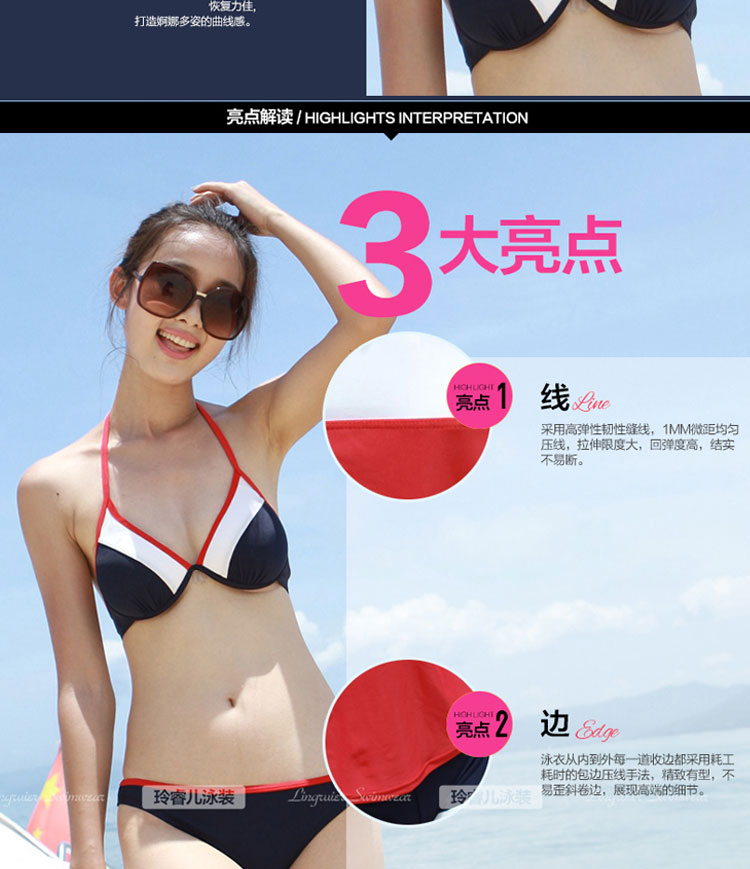 恢复力佳,
打造婀娜多姿的曲线感。
亮点解读 / HIGHLIGHTS INTERPRETATION
3大亮点
HIGH LIGHT
亮点 1
线 Line
采用高弹性韧性缝线，1MM微距均匀
压线，拉伸限度大，回弹度高，结实
不易断。
HIGH LIGHT
亮点 2
边 Edge
泳衣从内到外每一道收边都采用耗工
耗时的包边压线手法，精致有型，不
易歪斜卷边，展现高端的细节。
玲睿儿泳装
玲睿儿泳装